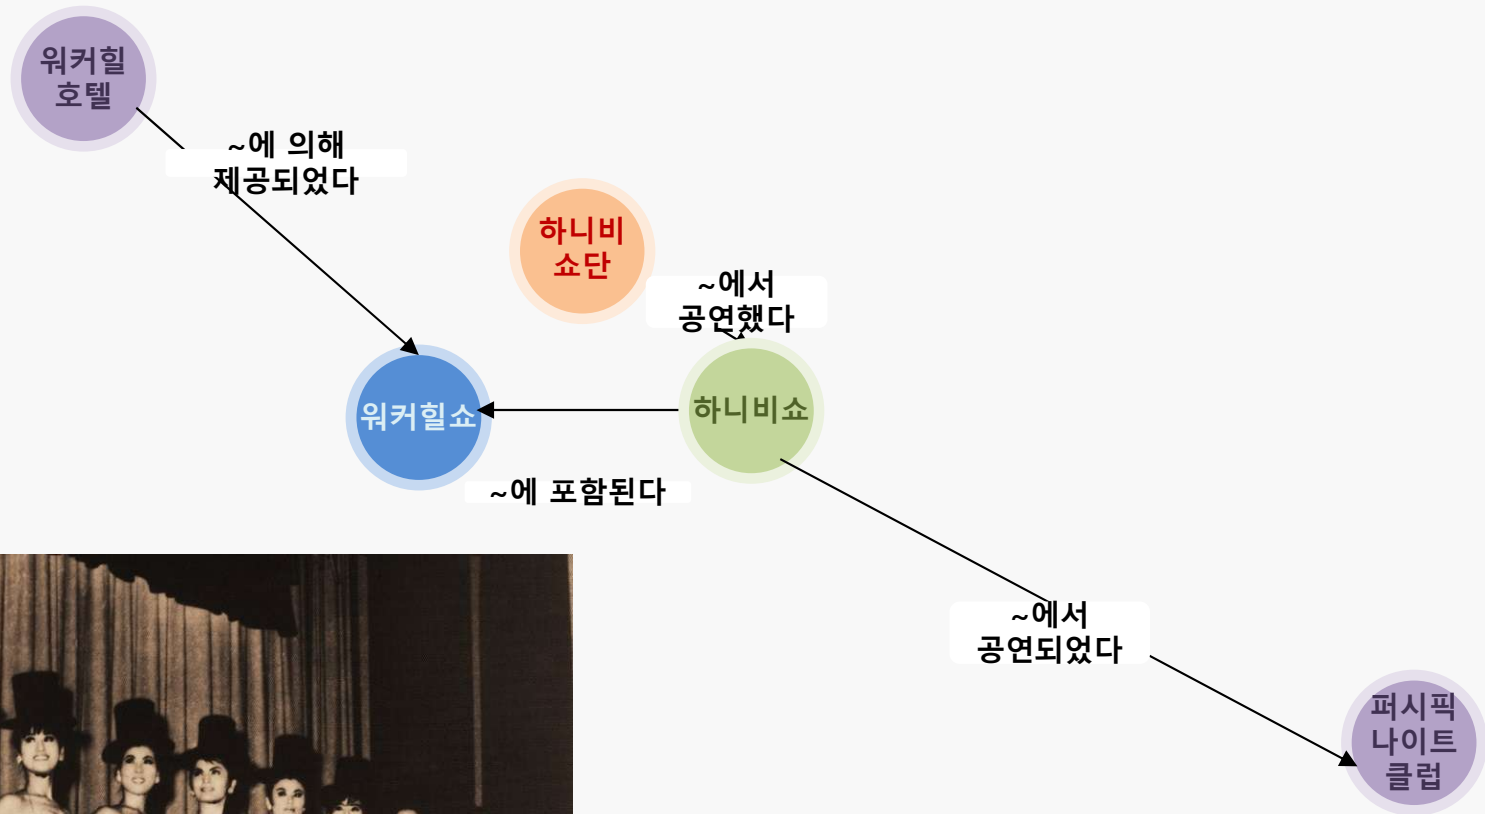 워커힐
호텔
~에 의해
제공되었다
하니비
쇼단
~에서
공연했다
워커힐쇼
하니비쇼
~에 포함된다
~에서
공연되었다
퍼시픽
나이트
클럽